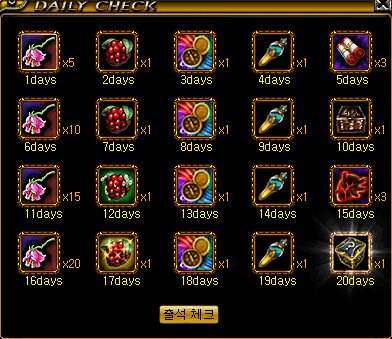 DAILY CHECK
x5 x1 x1 x1 x3
1days 2days 3days 4days 5days
x10 x1 x1 x1 x1
6days 7days 8days 9days 10days
x15 x1 x1 x1 x3
11days 12days 13days 14days 15days
x20 x1 x1 x1 x1
16days 17days 18days 19days 20days
출석 체크